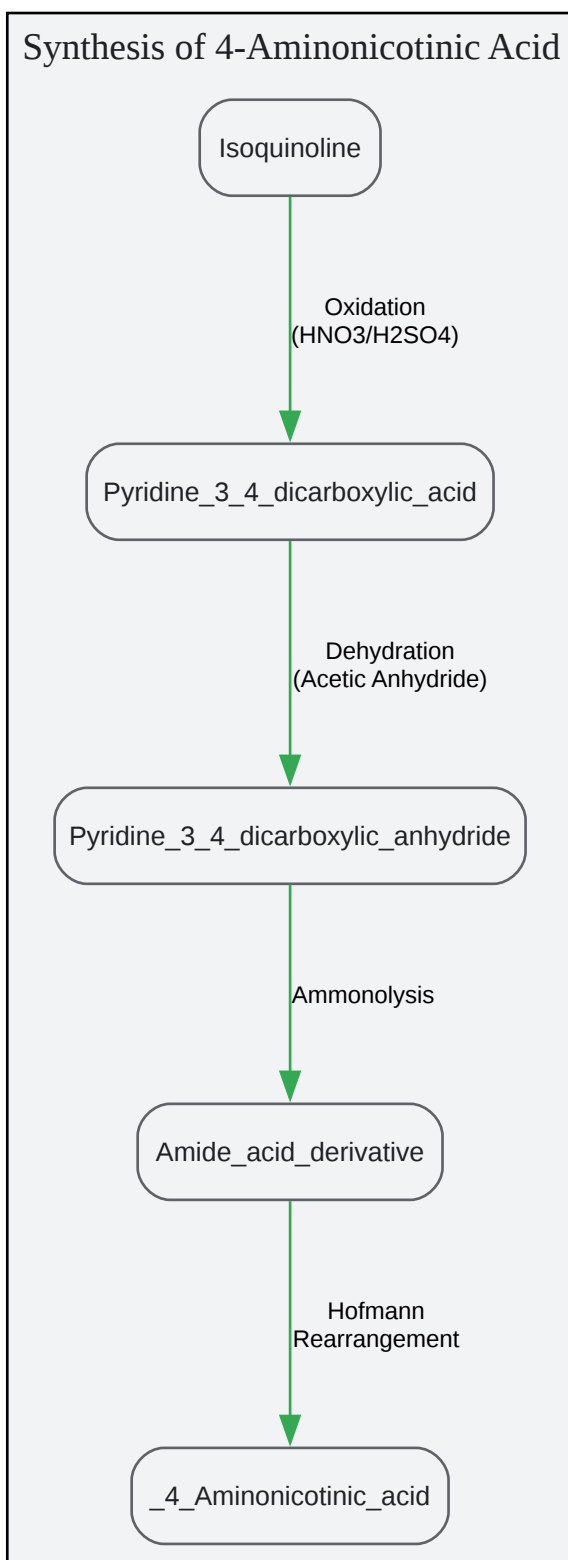 Synthesis of 4-Aminonicotinic Acid
Isoquinoline
Oxidation
(HNO3/H2SO4)
Pyridine_3_4_dicarboxylic_acid
Dehydration
(Acetic Anhydride)
Pyridine_3_4_dicarboxylic_anhydride
Ammonolysis
Amide_acid_derivative
Hofmann
Rearrangement
_4_Aminonicotinic_acid